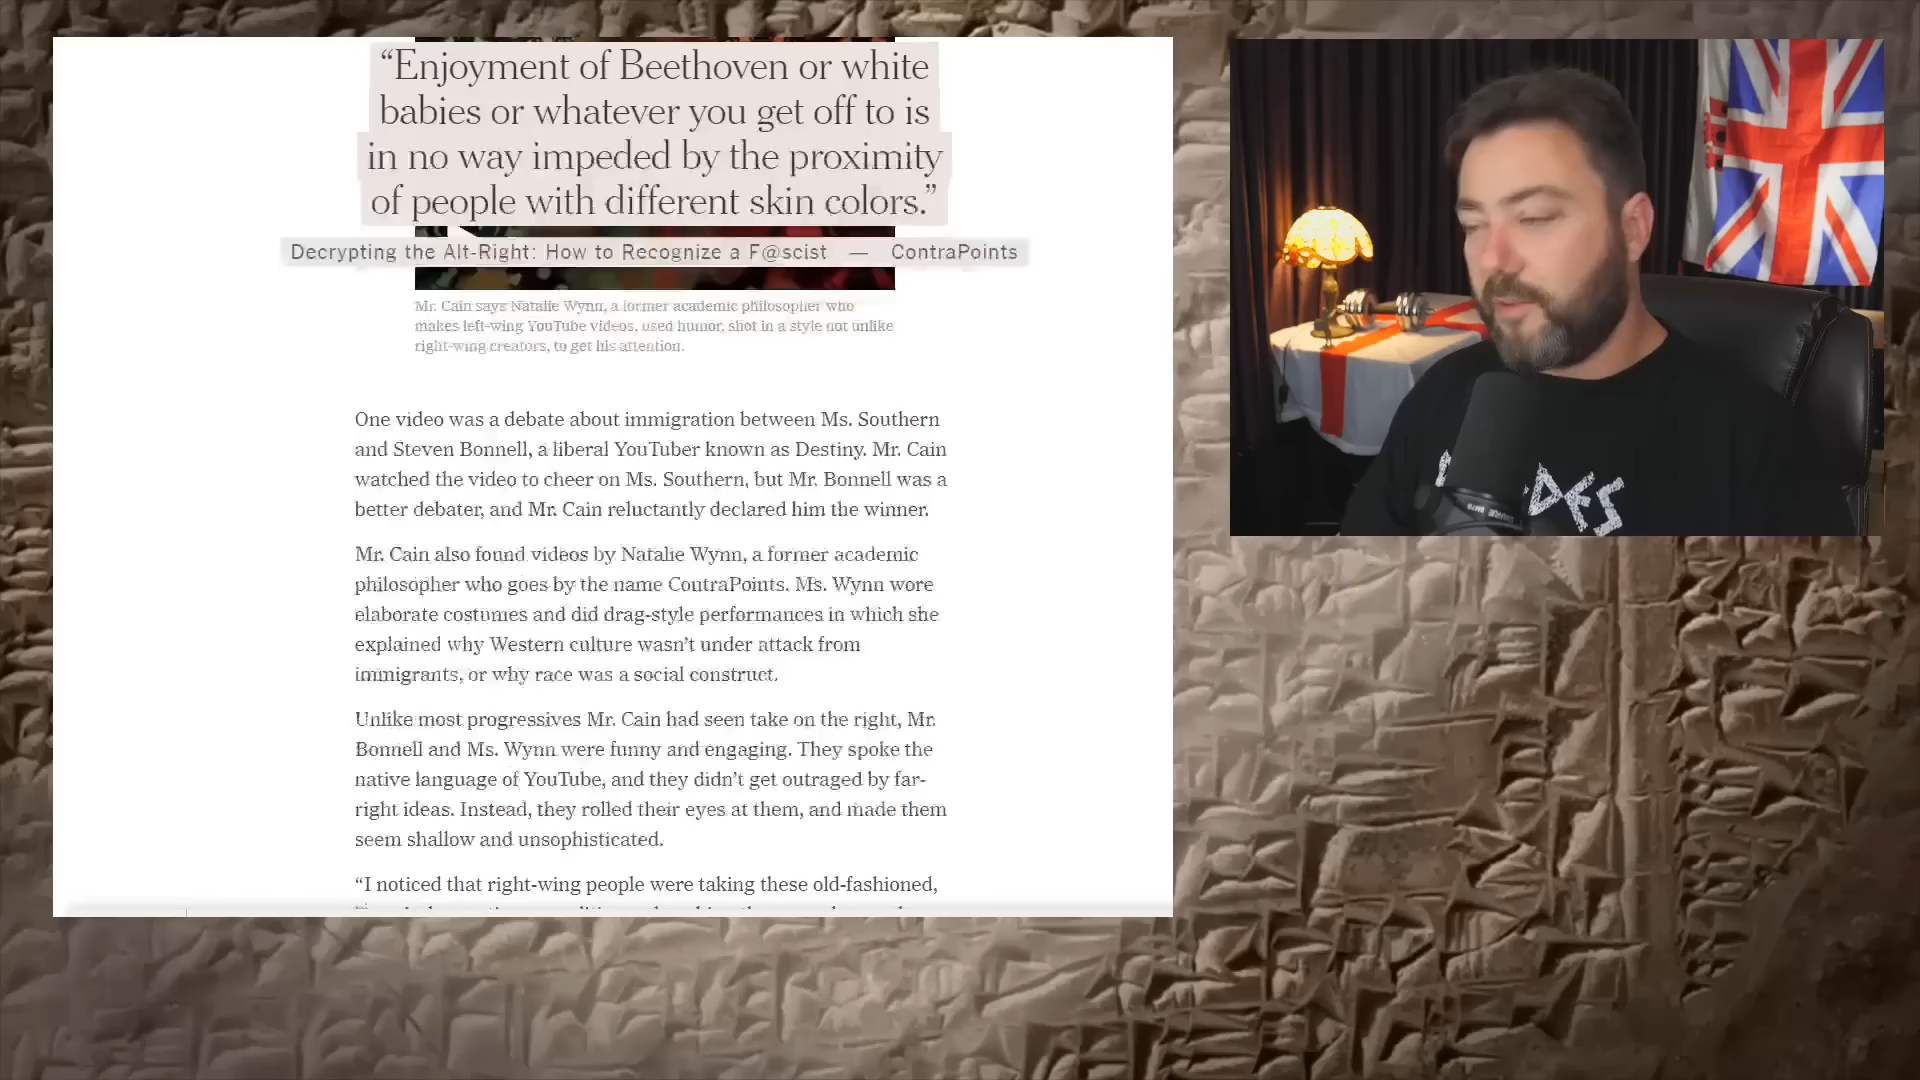 “Enjoyment of Beethoven or white
babies or whatever you get off to is
in no way impeded by the proximity
of people with different skin colors.”
Decrypting the Alt-Right: How to Recognize a F@scist — ContraPoints
Mr. Cain says Natalie Wynn, a former academic philosopher who
makes left-wing YouTube videos, used humor, shot in a style not unlike
right-wing creators, to get his attention.
One video was a debate about immigration between Ms. Southern
and Steven Bonnell, a liberal YouTuber known as Destiny. Mr. Cain
watched the video to cheer on Ms. Southern, but Mr. Bonnell was a
better debater, and Mr. Cain reluctantly declared him the winner.
Mr. Cain also found videos by Natalie Wynn, a former academic
philosopher who goes by the name ContraPoints. Ms. Wynn wore
elaborate costumes and did drag-style performances in which she
explained why Western culture wasn’t under attack from
immigrants, or why race was a social construct.
Unlike most progressives Mr. Cain had seen take on the right, Mr.
Bonnell and Ms. Wynn were funny and engaging. They spoke the
native language of YouTube, and they didn’t get outraged by far-
right ideas. Instead, they rolled their eyes at them, and made them
seem shallow and unsophisticated.
“I noticed that right-wing people were taking these old-fashioned,